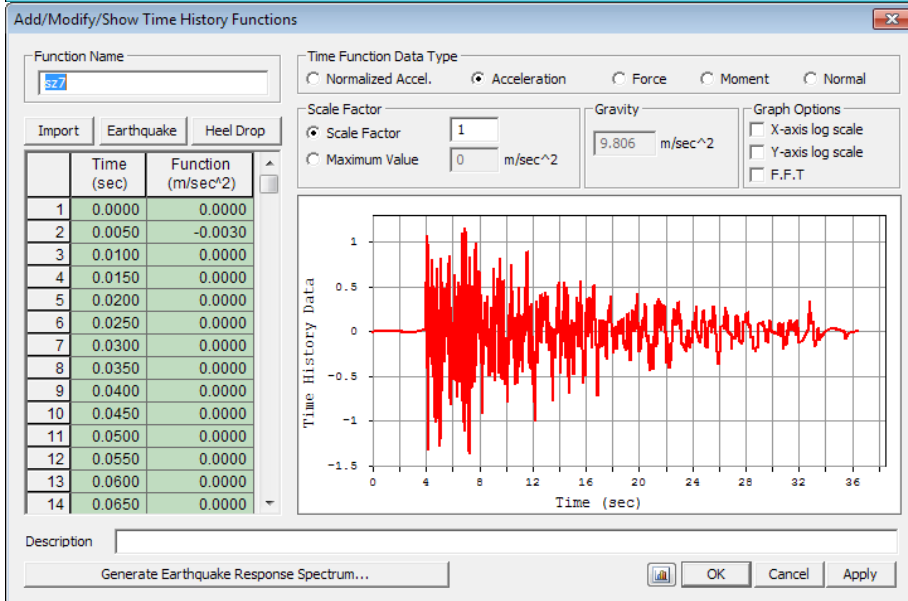 Add/Modify/Show Time History Functions
Function Name
sz7
Time Function Data Type
Normalized Accel. Acceleration Force Moment Normal
Import Earthquake Heel Drop
Scale Factor
Scale Factor 1
Maximum Value 0 m/sec^2
Gravity
9.806 m/sec^2
Graph Options
X-axis log scale
Y-axis log scale
F.F.T
Time (sec) Function (m/sec^2)
1 0.0000 0.0000
2 0.0050 -0.0030
3 0.0100 0.0000
4 0.0150 0.0000
5 0.0200 0.0000
6 0.0250 0.0000
7 0.0300 0.0000
8 0.0350 0.0000
9 0.0400 0.0000
10 0.0450 0.0000
11 0.0500 0.0000
12 0.0550 0.0000
13 0.0600 0.0000
14 0.0650 0.0000
Time History Data
1
0.5
0
-0.5
-1
-1.5
0 4 8 12 16 20 24 28 32 36
Time (sec)
Description
Generate Earthquake Response Spectrum... OK Cancel Apply